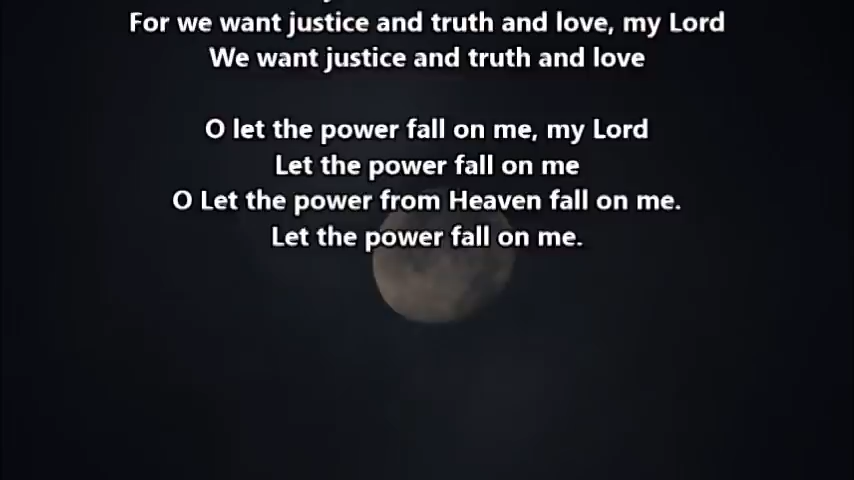 For we want justice and truth and love, my Lord
We want justice and truth and love
O let the power fall on me, my Lord
Let the power fall on me
O Let the power from Heaven fall on me.
Let the power fall on me.